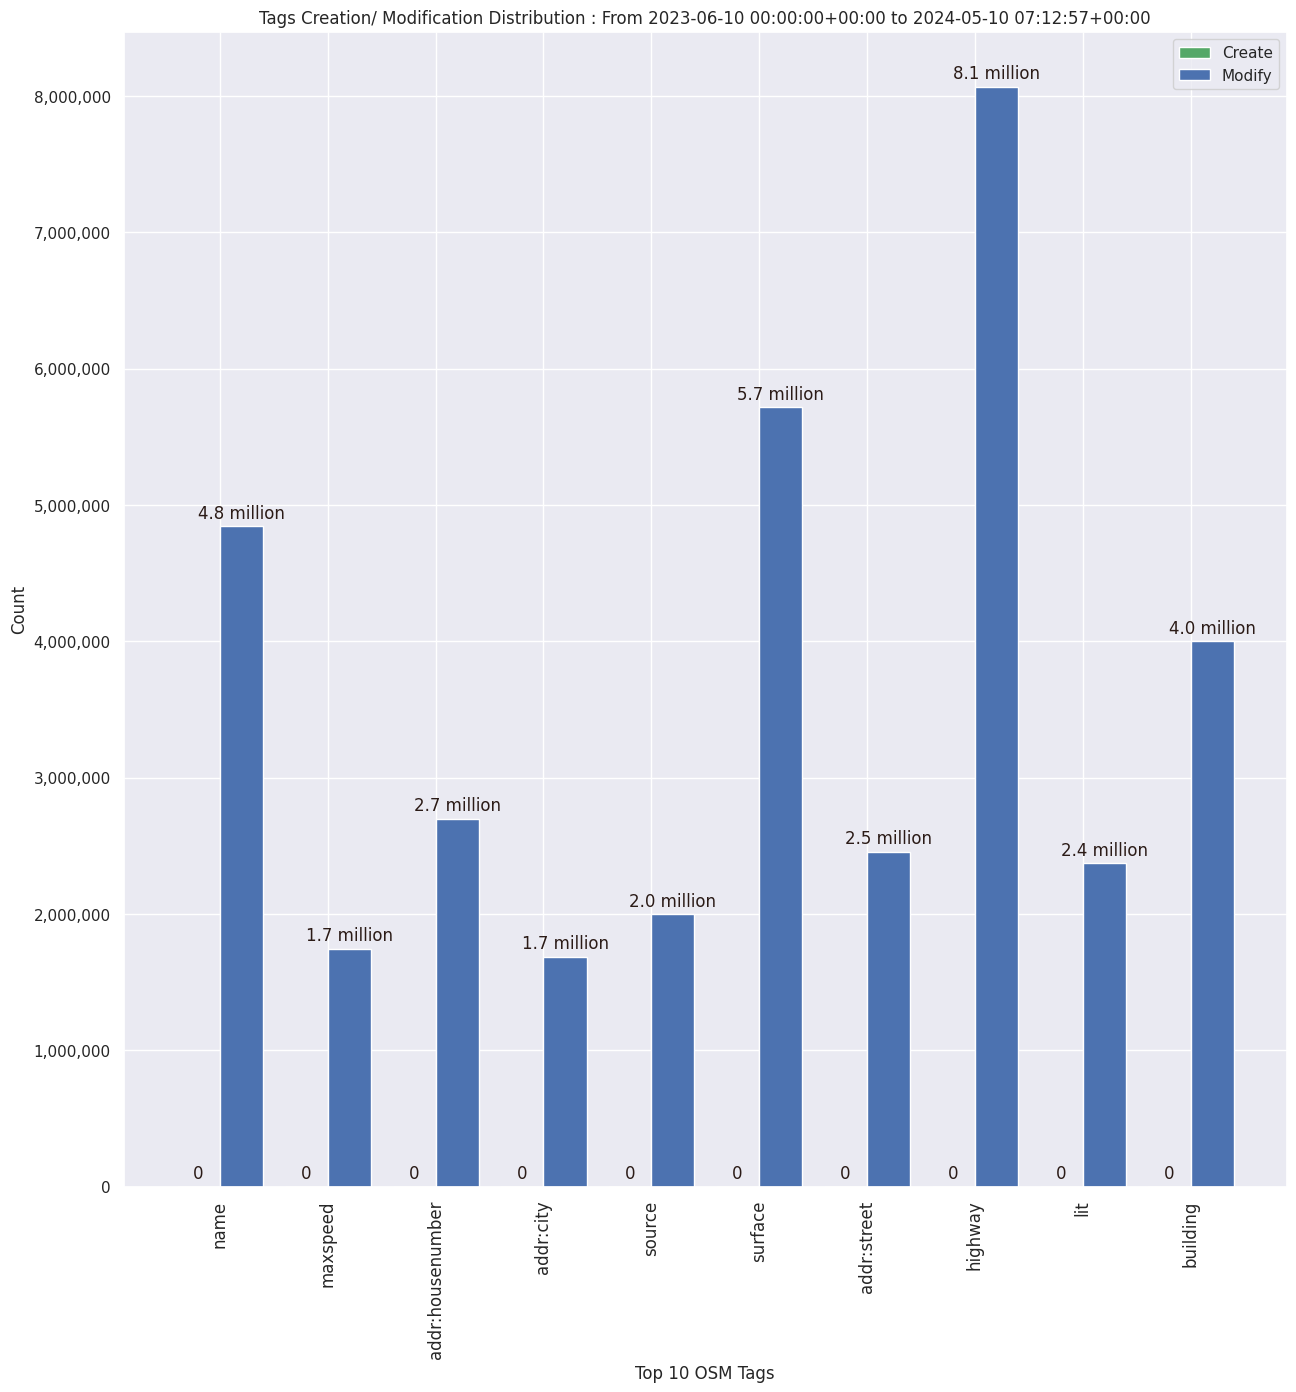 Tags Creation/ Modification Distribution : From 2023-06-10 00:00:00+00:00 to 2024-05-10 07:12:57+00:00
Create
Modify
Count
8,000,000
7,000,000
6,000,000
5,000,000
4,000,000
3,000,000
2,000,000
1,000,000
0
0
4.8 million
0
1.7 million
0
2.7 million
0
1.7 million
0
2.0 million
0
5.7 million
0
2.5 million
0
8.1 million
0
2.4 million
0
4.0 million
name
maxspeed
addr:housenumber
addr:city
source
surface
addr:street
highway
lit
building
Top 10 OSM Tags